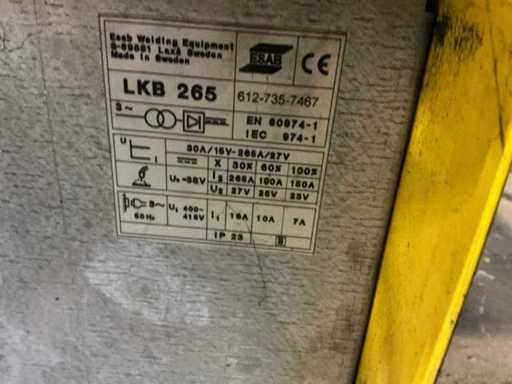 Esab Welding Equipment
S-69581 Laxå Sweden
Made in Sweden
ESAB
CE
LKB 265
612-735-7467
3~
EN 60974-1
IEC 974-1
U
I
30A/15V-265A/27V
X 30% 60% 100%
U₀ ~38V
I₂ 265A 190A 150A
U₂ 27V 25V 23V
3~ 50Hz
U₁ 400-415V
I₁ 16A 10A 7A
IP 23
S